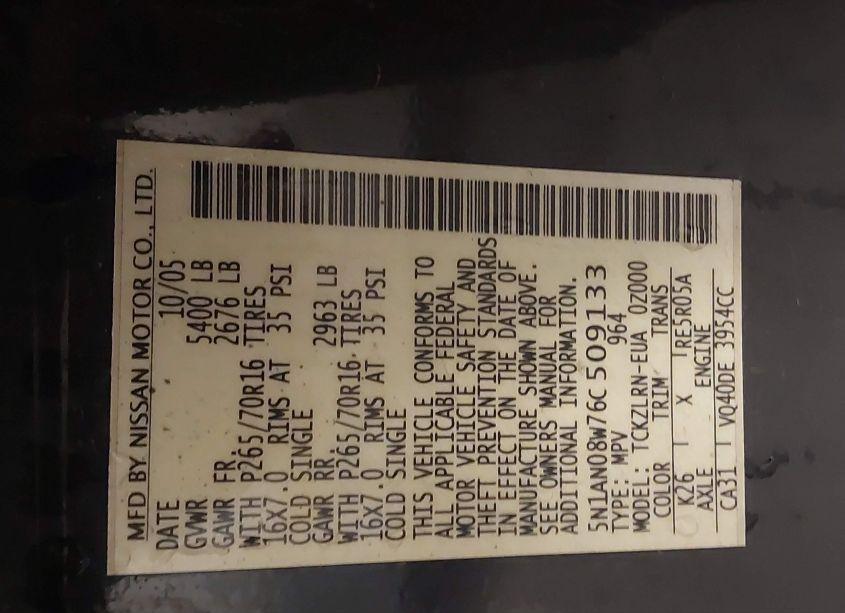 MFD BY NISSAN MOTOR CO., LTD.
DATE 10/05
GVWR 5400 LB
GAWR FR. 2676 LB
WITH P265/70R16 TIRES
16X7.0 RIMS AT 35 PSI
COLD SINGLE
GAWR RR. 2963 LB
WITH P265/70R16 TIRES
16X7.0 RIMS AT 35 PSI
COLD SINGLE
THIS VEHICLE CONFORMS TO
ALL APPLICABLE FEDERAL
MOTOR VEHICLE SAFETY AND
THEFT PREVENTION STANDARDS
IN EFFECT ON THE DATE OF
MANUFACTURE SHOWN ABOVE.
SEE OWNERS MANUAL FOR
ADDITIONAL INFORMATION.
5N1AN08W76C509133
TYPE: MPV 964
MODEL: TCKZLRN-EUA 0Z000
COLOR TRIM TRANS
K26 X RE5R05A
AXLE ENGINE
CA31 VQ40DE 3954CC